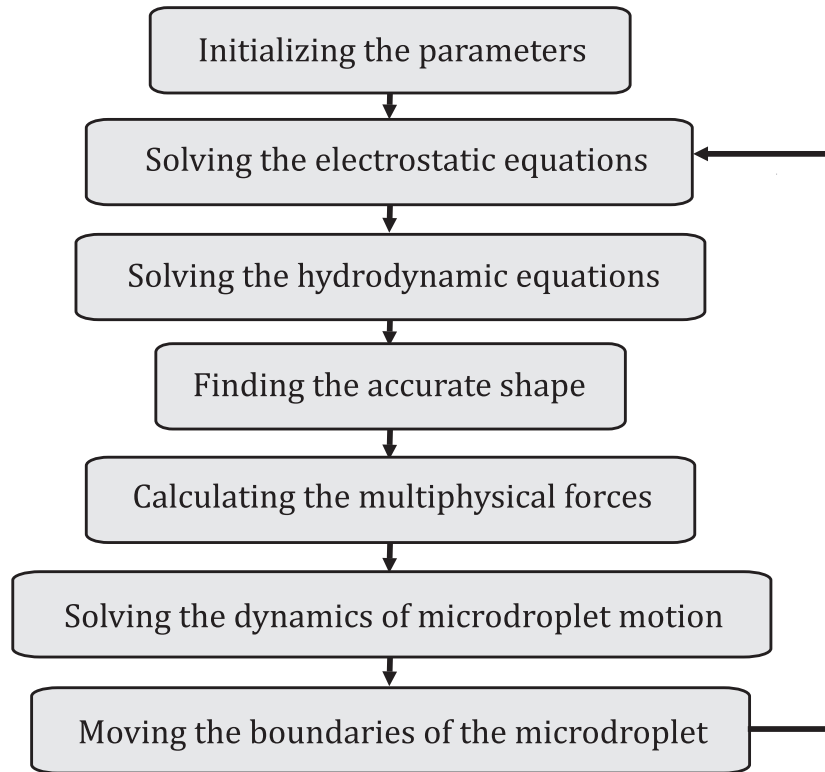 Initializing the parameters
Solving the electrostatic equations
Solving the hydrodynamic equations
Finding the accurate shape
Calculating the multiphysical forces
Solving the dynamics of microdroplet motion
Moving the boundaries of the microdroplet